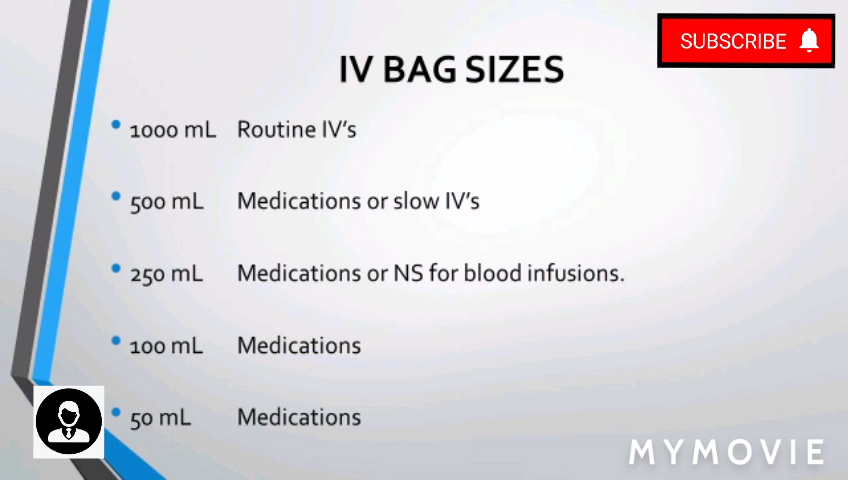 SUBSCRIBE
IV BAG SIZES
• 1000 mL Routine IV’s
• 500 mL Medications or slow IV’s
• 250 mL Medications or NS for blood infusions.
• 100 mL Medications
• 50 mL Medications
MYMOVIE